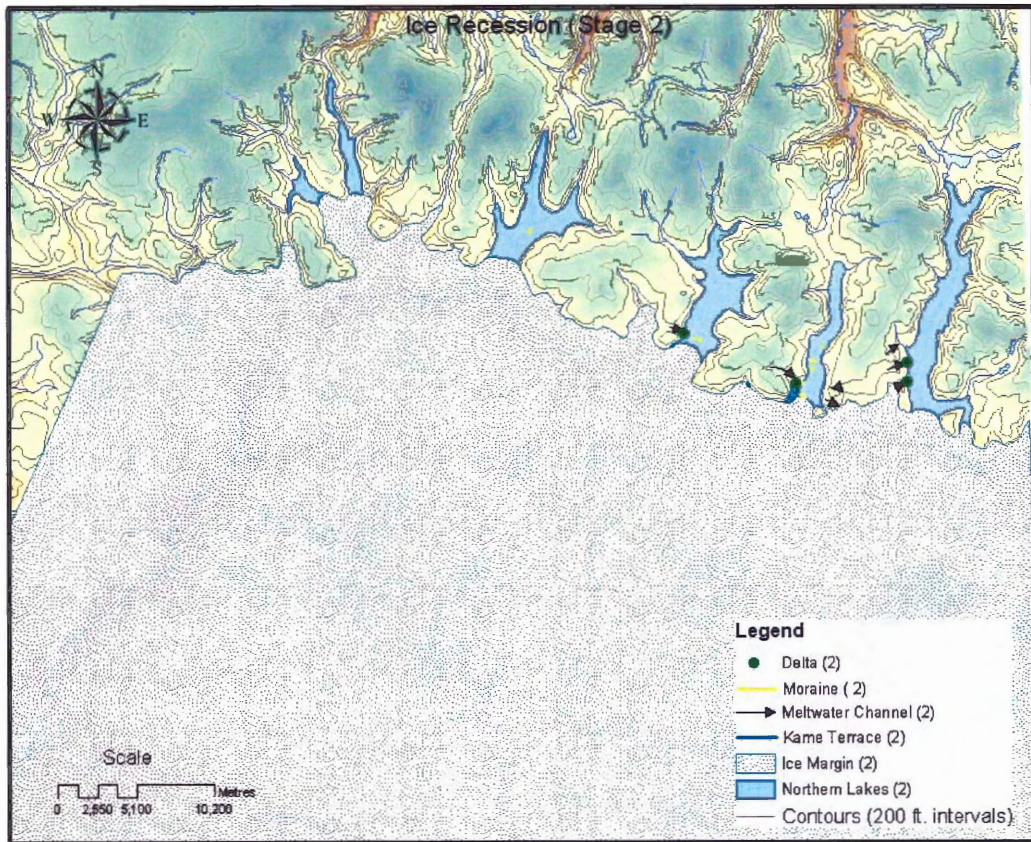 Ice Recession (Stage 2)
N
W E
S
Legend
Delta (2)
Moraine ( 2)
Meltwater Channel (2)
Kame Terrace (2)
Ice Margin (2)
Northern Lakes (2)
Contours (200 ft. intervals)
Scale
Metres
0 2,550 5,100 10,200